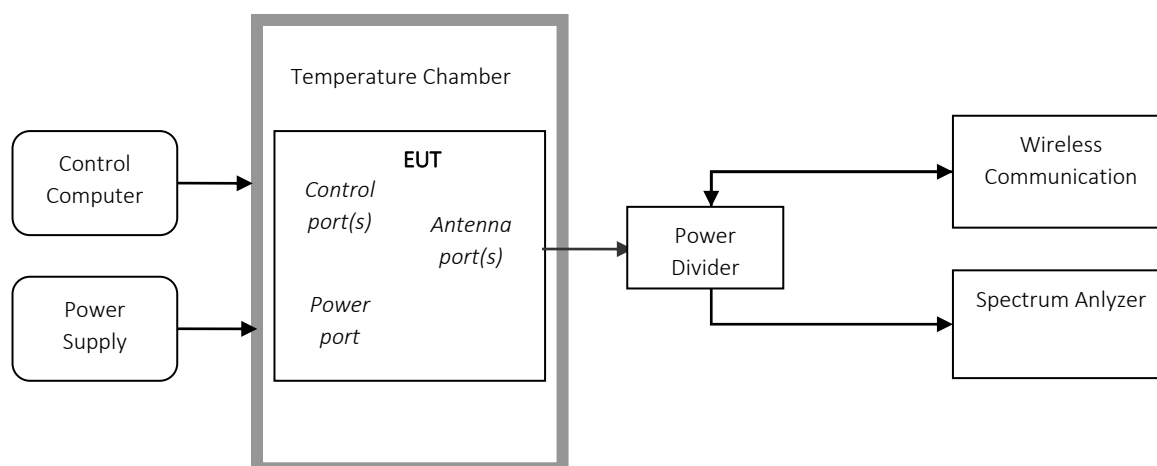 Temperature Chamber
Control
Computer
Power
Supply
EUT
Control
port(s)
Antenna
port(s)
Power
port
Power
Divider
Wireless
Communication
Spectrum Anlyzer